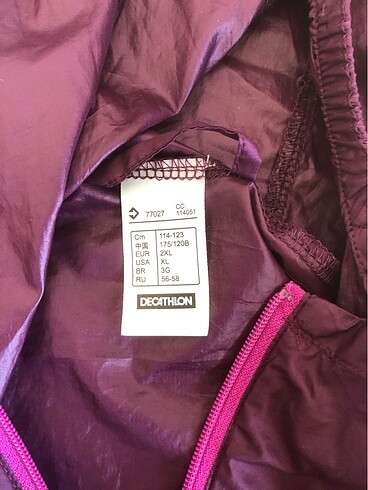 77027 CC: 114051
Cm 114-123
中国 175/120B
EUR 2XL
USA XL
BR 3G
RU 56-58
DECATHLON